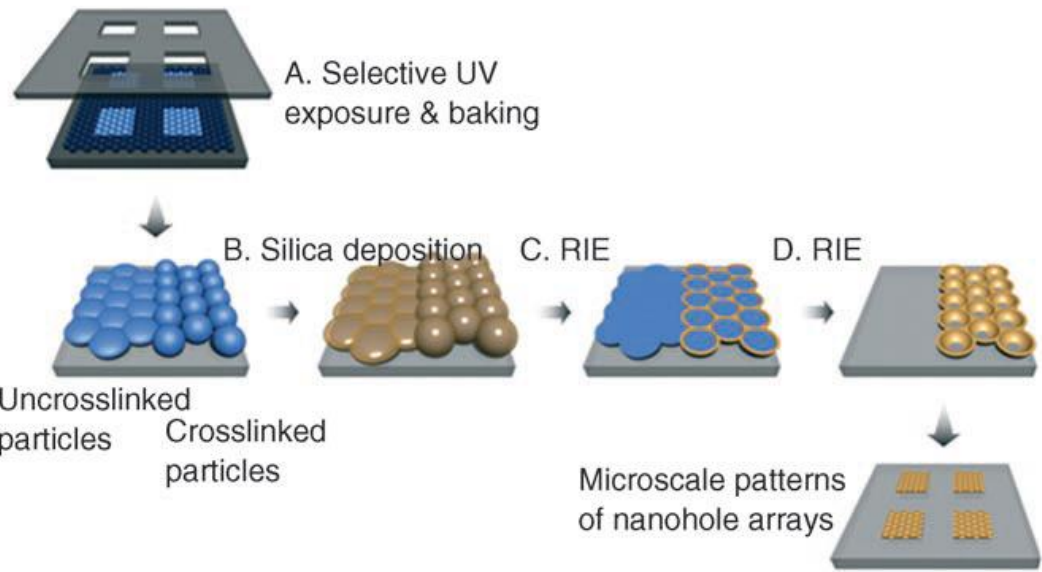 A. Selective UV
exposure & baking
B. Silica deposition
C. RIE
D. RIE
Uncrosslinked
particles
Crosslinked
particles
Microscale patterns
of nanohole arrays